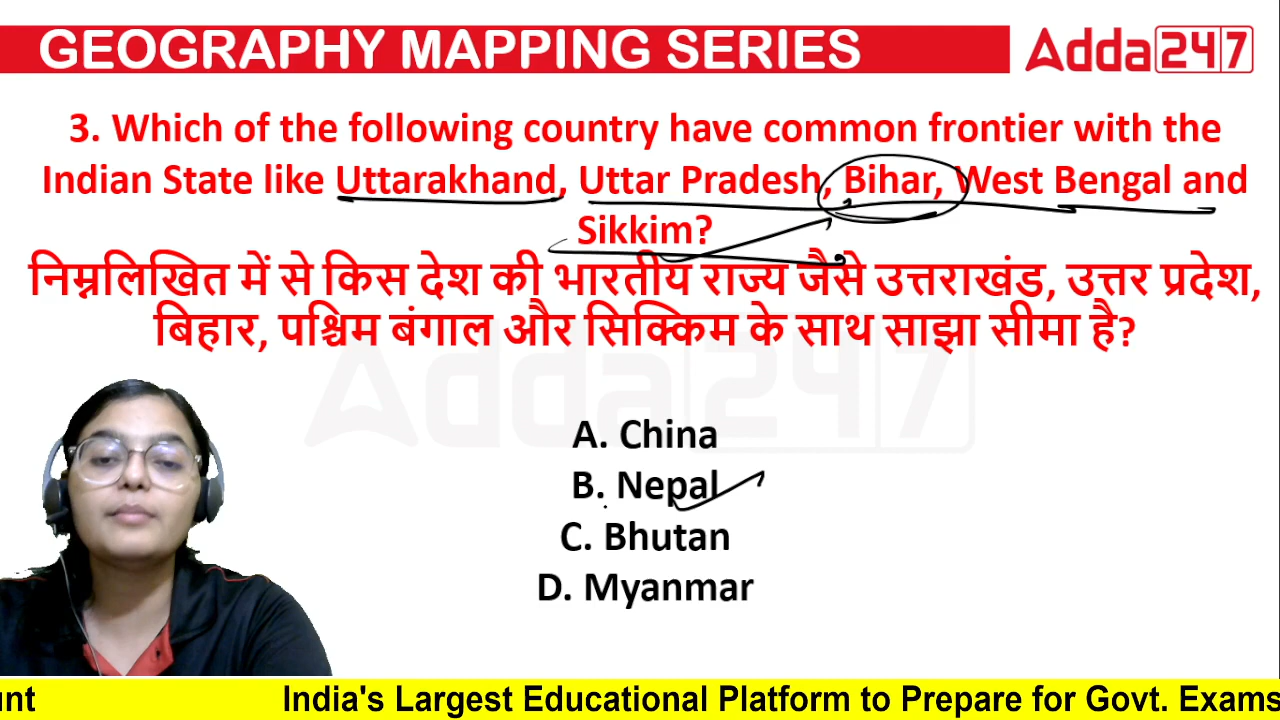 GEOGRAPHY MAPPING SERIES
Adda247
3. Which of the following country have common frontier with the
Indian State like Uttarakhand, Uttar Pradesh, Bihar, West Bengal and
Sikkim?
निम्नलिखित में से किस देश की भारतीय राज्य जैसे उत्तराखंड, उत्तर प्रदेश,
बिहार, पश्चिम बंगाल और सिक्किम के साथ साझा सीमा है?
Adda247
A. China
B. Nepal
C. Bhutan
D. Myanmar
unt India's Largest Educational Platform to Prepare for Govt. Exams